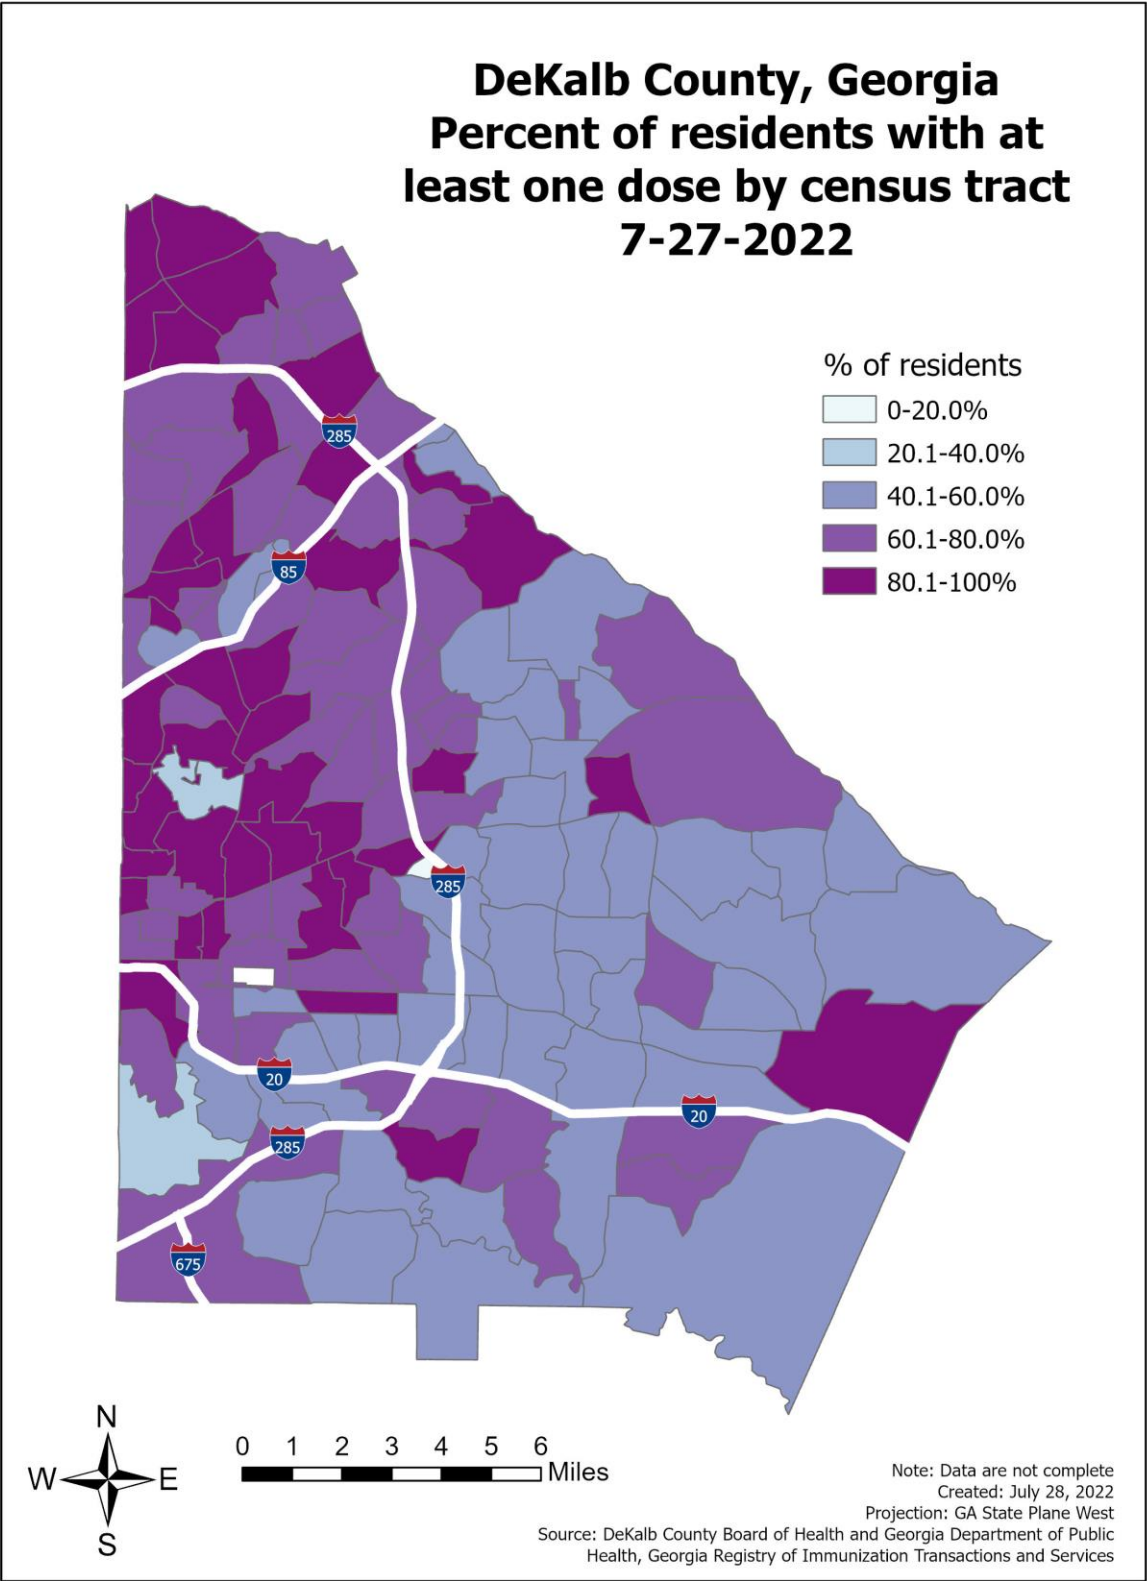 DeKalb County, Georgia
Percent of residents with at
least one dose by census tract
7-27-2022
% of residents
0-20.0%
20.1-40.0%
40.1-60.0%
60.1-80.0%
80.1-100%
285
85
285
20
20
285
675
N
W E
S
0 1 2 3 4 5 6
Miles
Note: Data are not complete
Created: July 28, 2022
Projection: GA State Plane West
Source: DeKalb County Board of Health and Georgia Department of Public
Health, Georgia Registry of Immunization Transactions and Services